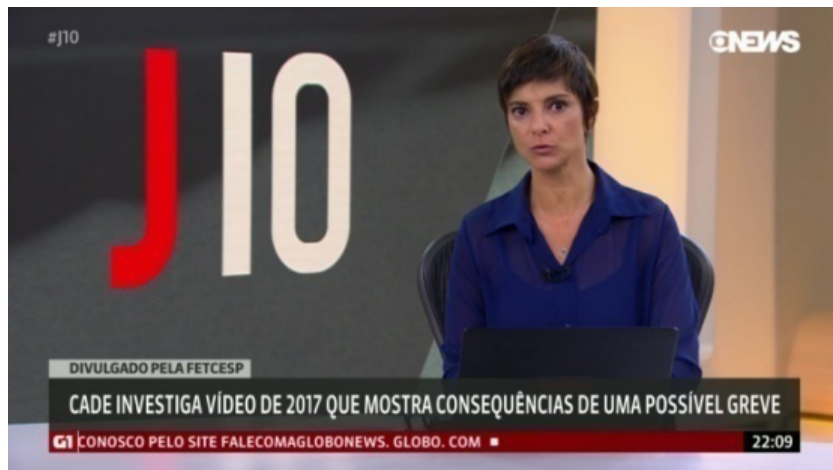 #J10
GNEWS
J10
DIVULGADO PELA FETCESP
CADE INVESTIGA VÍDEO DE 2017 QUE MOSTRA CONSEQUÊNCIAS DE UMA POSSÍVEL GREVE
G1 CONOSCO PELO SITE FALECOMAGLOBONEWS. GLOBO. COM
22:09